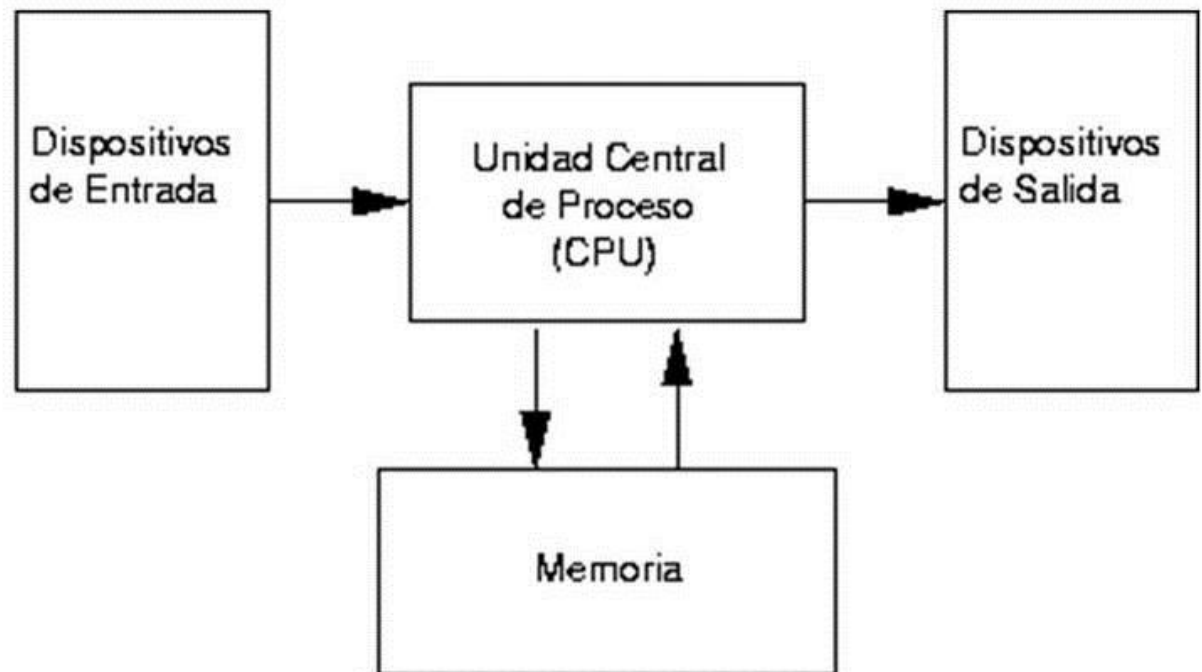 Dispositivos
de Entrada
Unidad Central
de Proceso
(CPU)
Dispositivos
de Salida
Memoria